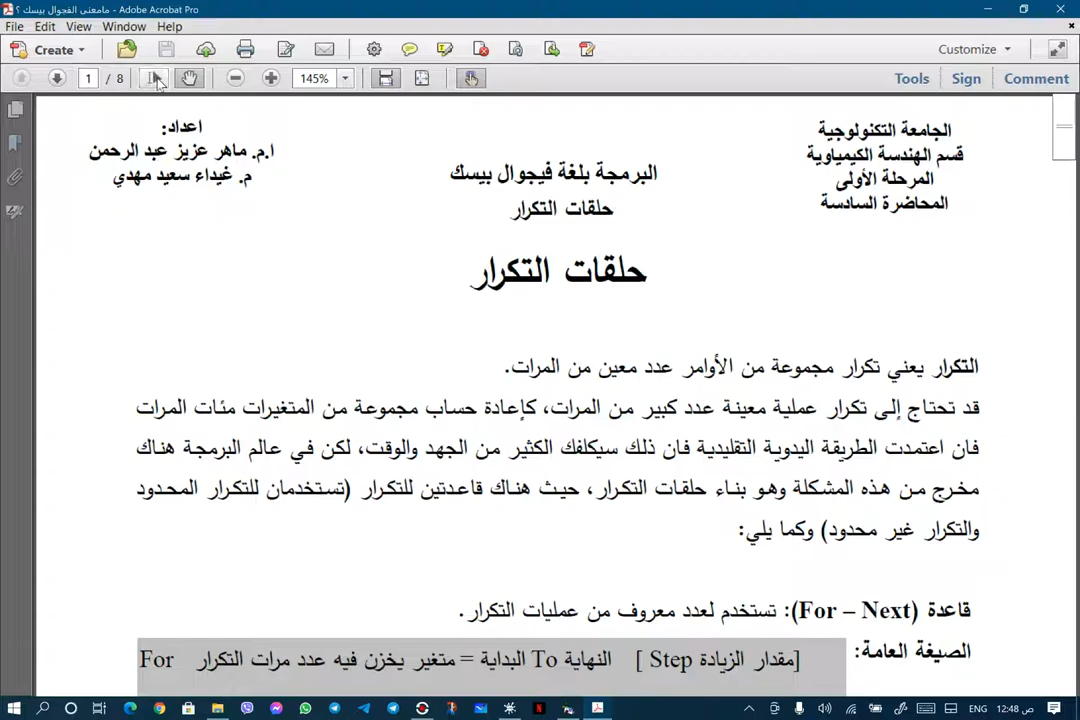 مامعنى الفجوال بيسك ؟ - Adobe Acrobat Pro
File Edit View Window Help
Create
Customize
1 / 8
145%
Tools Sign Comment
الجامعة التكنولوجية
قسم الهندسة الكيمياوية
المرحلة الأولى
المحاضرة السادسة
البرمجة بلغة فيجوال بيسك
حلقات التكرار
اعداد:
ا.م. ماهر عزيز عبد الرحمن
م. غيداء سعيد مهدي
حلقات التكرار
التكرار يعني تكرار مجموعة من الأوامر عدد معين من المرات.
قد تحتاج إلى تكرار عملية معينة عدد كبير من المرات، كإعادة حساب مجموعة من المتغيرات مئات المرات
فان اعتمدت الطريقة اليدوية التقليدية فان ذلك سيكلفك الكثير من الجهد والوقت، لكن في عالم البرمجة هناك
مخرج من هذه المشكلة وهو بناء حلقات التكرار، حيث هناك قاعدتين للتكرار (تستخدمان للتكرار المحدود
والتكرار غير محدود) وكما يلي:
قاعدة (For – Next): تستخدم لعدد معروف من عمليات التكرار.
الصيغة العامة:
For متغير يخزن فيه عدد مرات التكرار = البداية To النهاية [ Step مقدار الزيادة]
ENG 12:48 ص